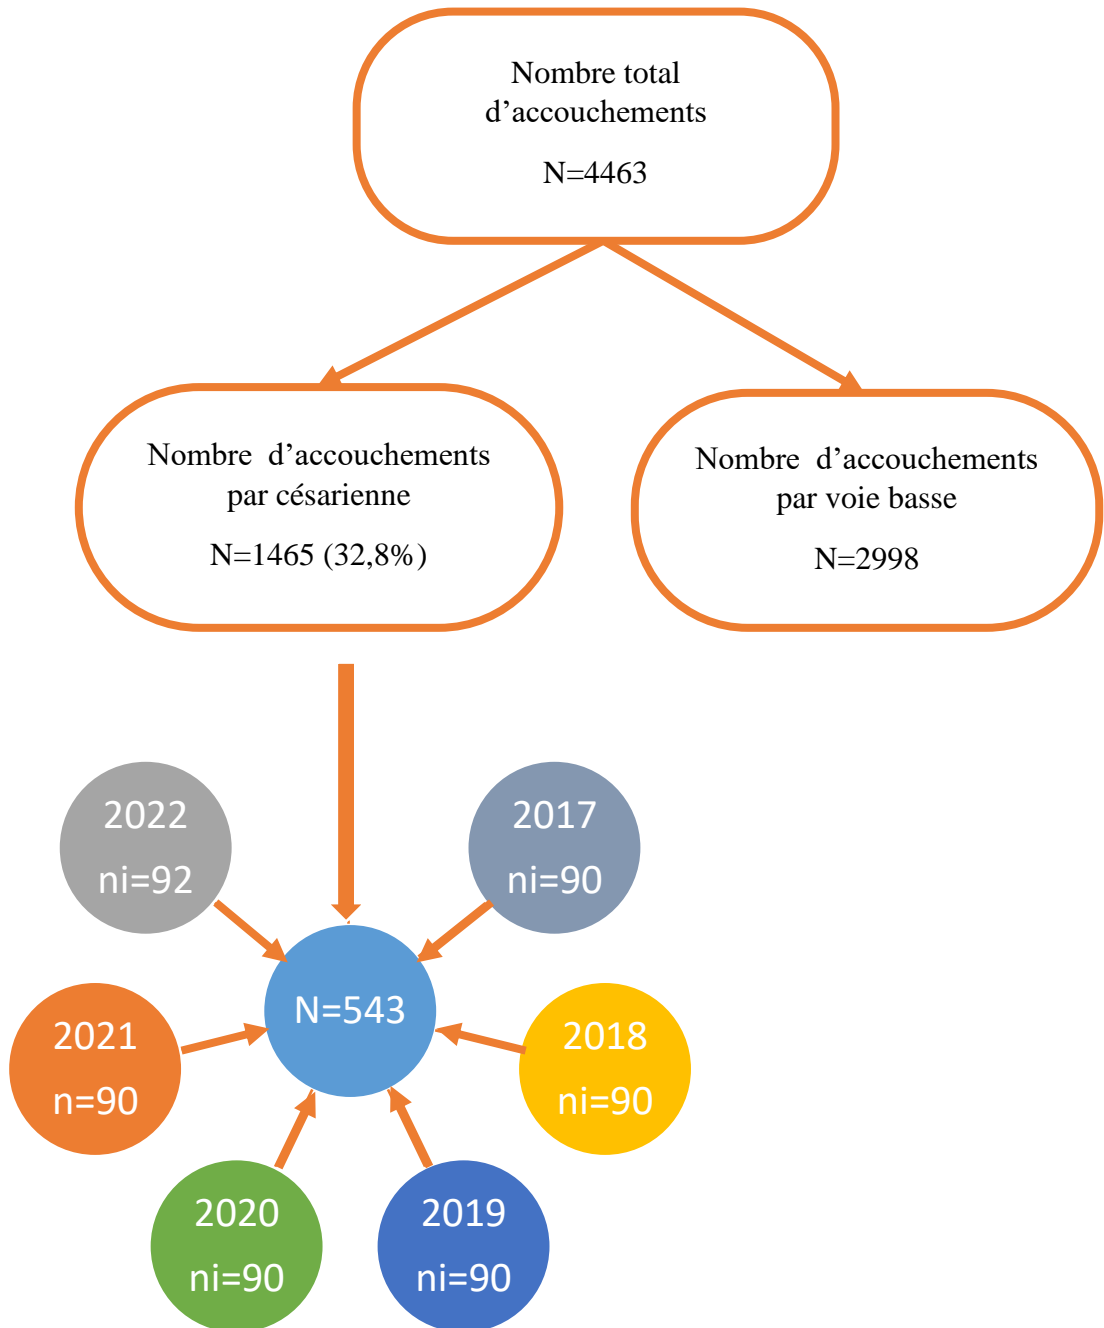 Nombre total
d’accouchements
N=4463
Nombre d’accouchements
par césarienne
N=1465 (32,8%)
Nombre d’accouchements
par voie basse
N=2998
2022
ni=92
2017
ni=90
N=543
2021
n=90
2018
ni=90
2020
ni=90
2019
ni=90